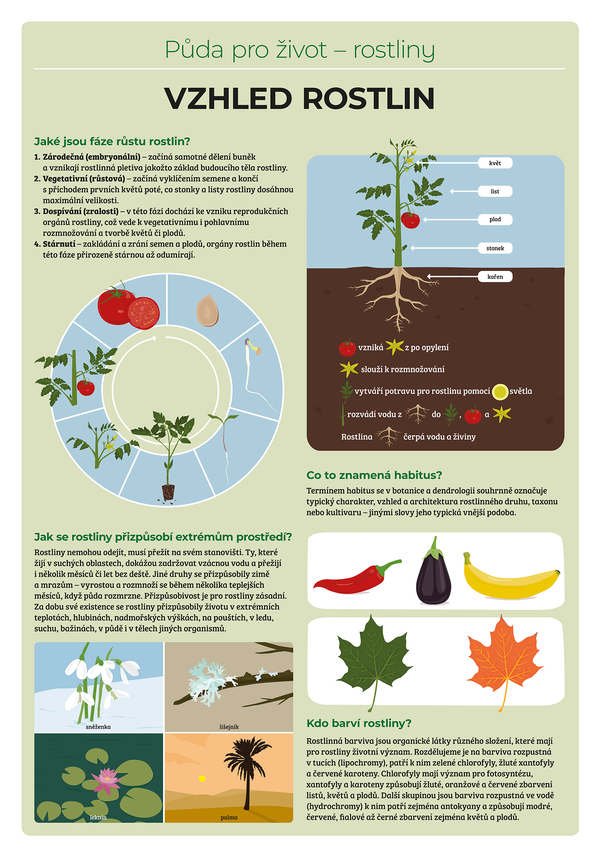 Půda pro život – rostliny
VZHLED ROSTLIN
Jaké jsou fáze růstu rostlin?
1. Zárodečná (embryonální) – začíná samotné dělení buněk
a vznikají rostlinná pletiva jakožto základ budoucího těla rostliny.
2. Vegetativní (růstová) – začíná vyklíčením semene a končí
s příchodem prvních květů poté, co stonky a listy rostliny dosáhnou
maximální velikosti.
3. Dospívání (zralosti) – v této fázi dochází ke vzniku reprodukčních
orgánů rostliny, což vede k vegetativnímu i pohlavnímu
rozmnožování a tvorbě květů či plodů.
4. Stárnutí – zakládání a zrání semen a plodů, orgány rostlin během
této fáze přirozeně stárnou až odumírají.
květ
list
plod
stonek
kořen
vzniká z po opylení
slouží k rozmnožování
vytváří potravu pro rostlinu pomocí světla
rozvádí vodu z do , a
Rostlina čerpá vodu a živiny
Co to znamená habitus?
Termínem habitus se v botanice a dendrologii souhrnně označuje
typický charakter, vzhled a architektura rostlinného druhu, taxonu
nebo kultivaru – jinými slovy jeho typická vnější podoba.
Jak se rostliny přizpůsobí extrémům prostředí?
Rostliny nemohou odejít, musí přežít na svém stanovišti. Ty, které
žijí v suchých oblastech, dokážou zadržovat vzácnou vodu a přežijí
i několik měsíců či let bez deště. Jiné druhy se přizpůsobily zimě
a mrazům – vyrostou a rozmnoží se během několika teplejších
měsíců, když půda rozmrzne. Přizpůsobivost je pro rostliny zásadní.
Za dobu své existence se rostliny přizpůsobily životu v extrémních
teplotách, hlubinách, nadmořských výškách, na pouštích, v ledu,
suchu, bažinách, v půdě i v tělech jiných organismů.
sněženka
lišejník
leknín
palma
Kdo barví rostliny?
Rostlinná barviva jsou organické látky různého složení, které mají
pro rostliny životní význam. Rozdělujeme je na barviva rozpustná
v tucích (lipochromy), patří k nim zelené chlorofyly, žluté xantofyly
a červené karoteny. Chlorofyly mají význam pro fotosyntézu,
xantofyly a karoteny způsobují žluté, oranžové a červené zbarvení
listů, květů a plodů. Další skupinou jsou barviva rozpustná ve vodě
(hydrochromy) k nim patří zejména antokyany a způsobují modré,
červené, fialové až černé zbarvení zejména květů a plodů.